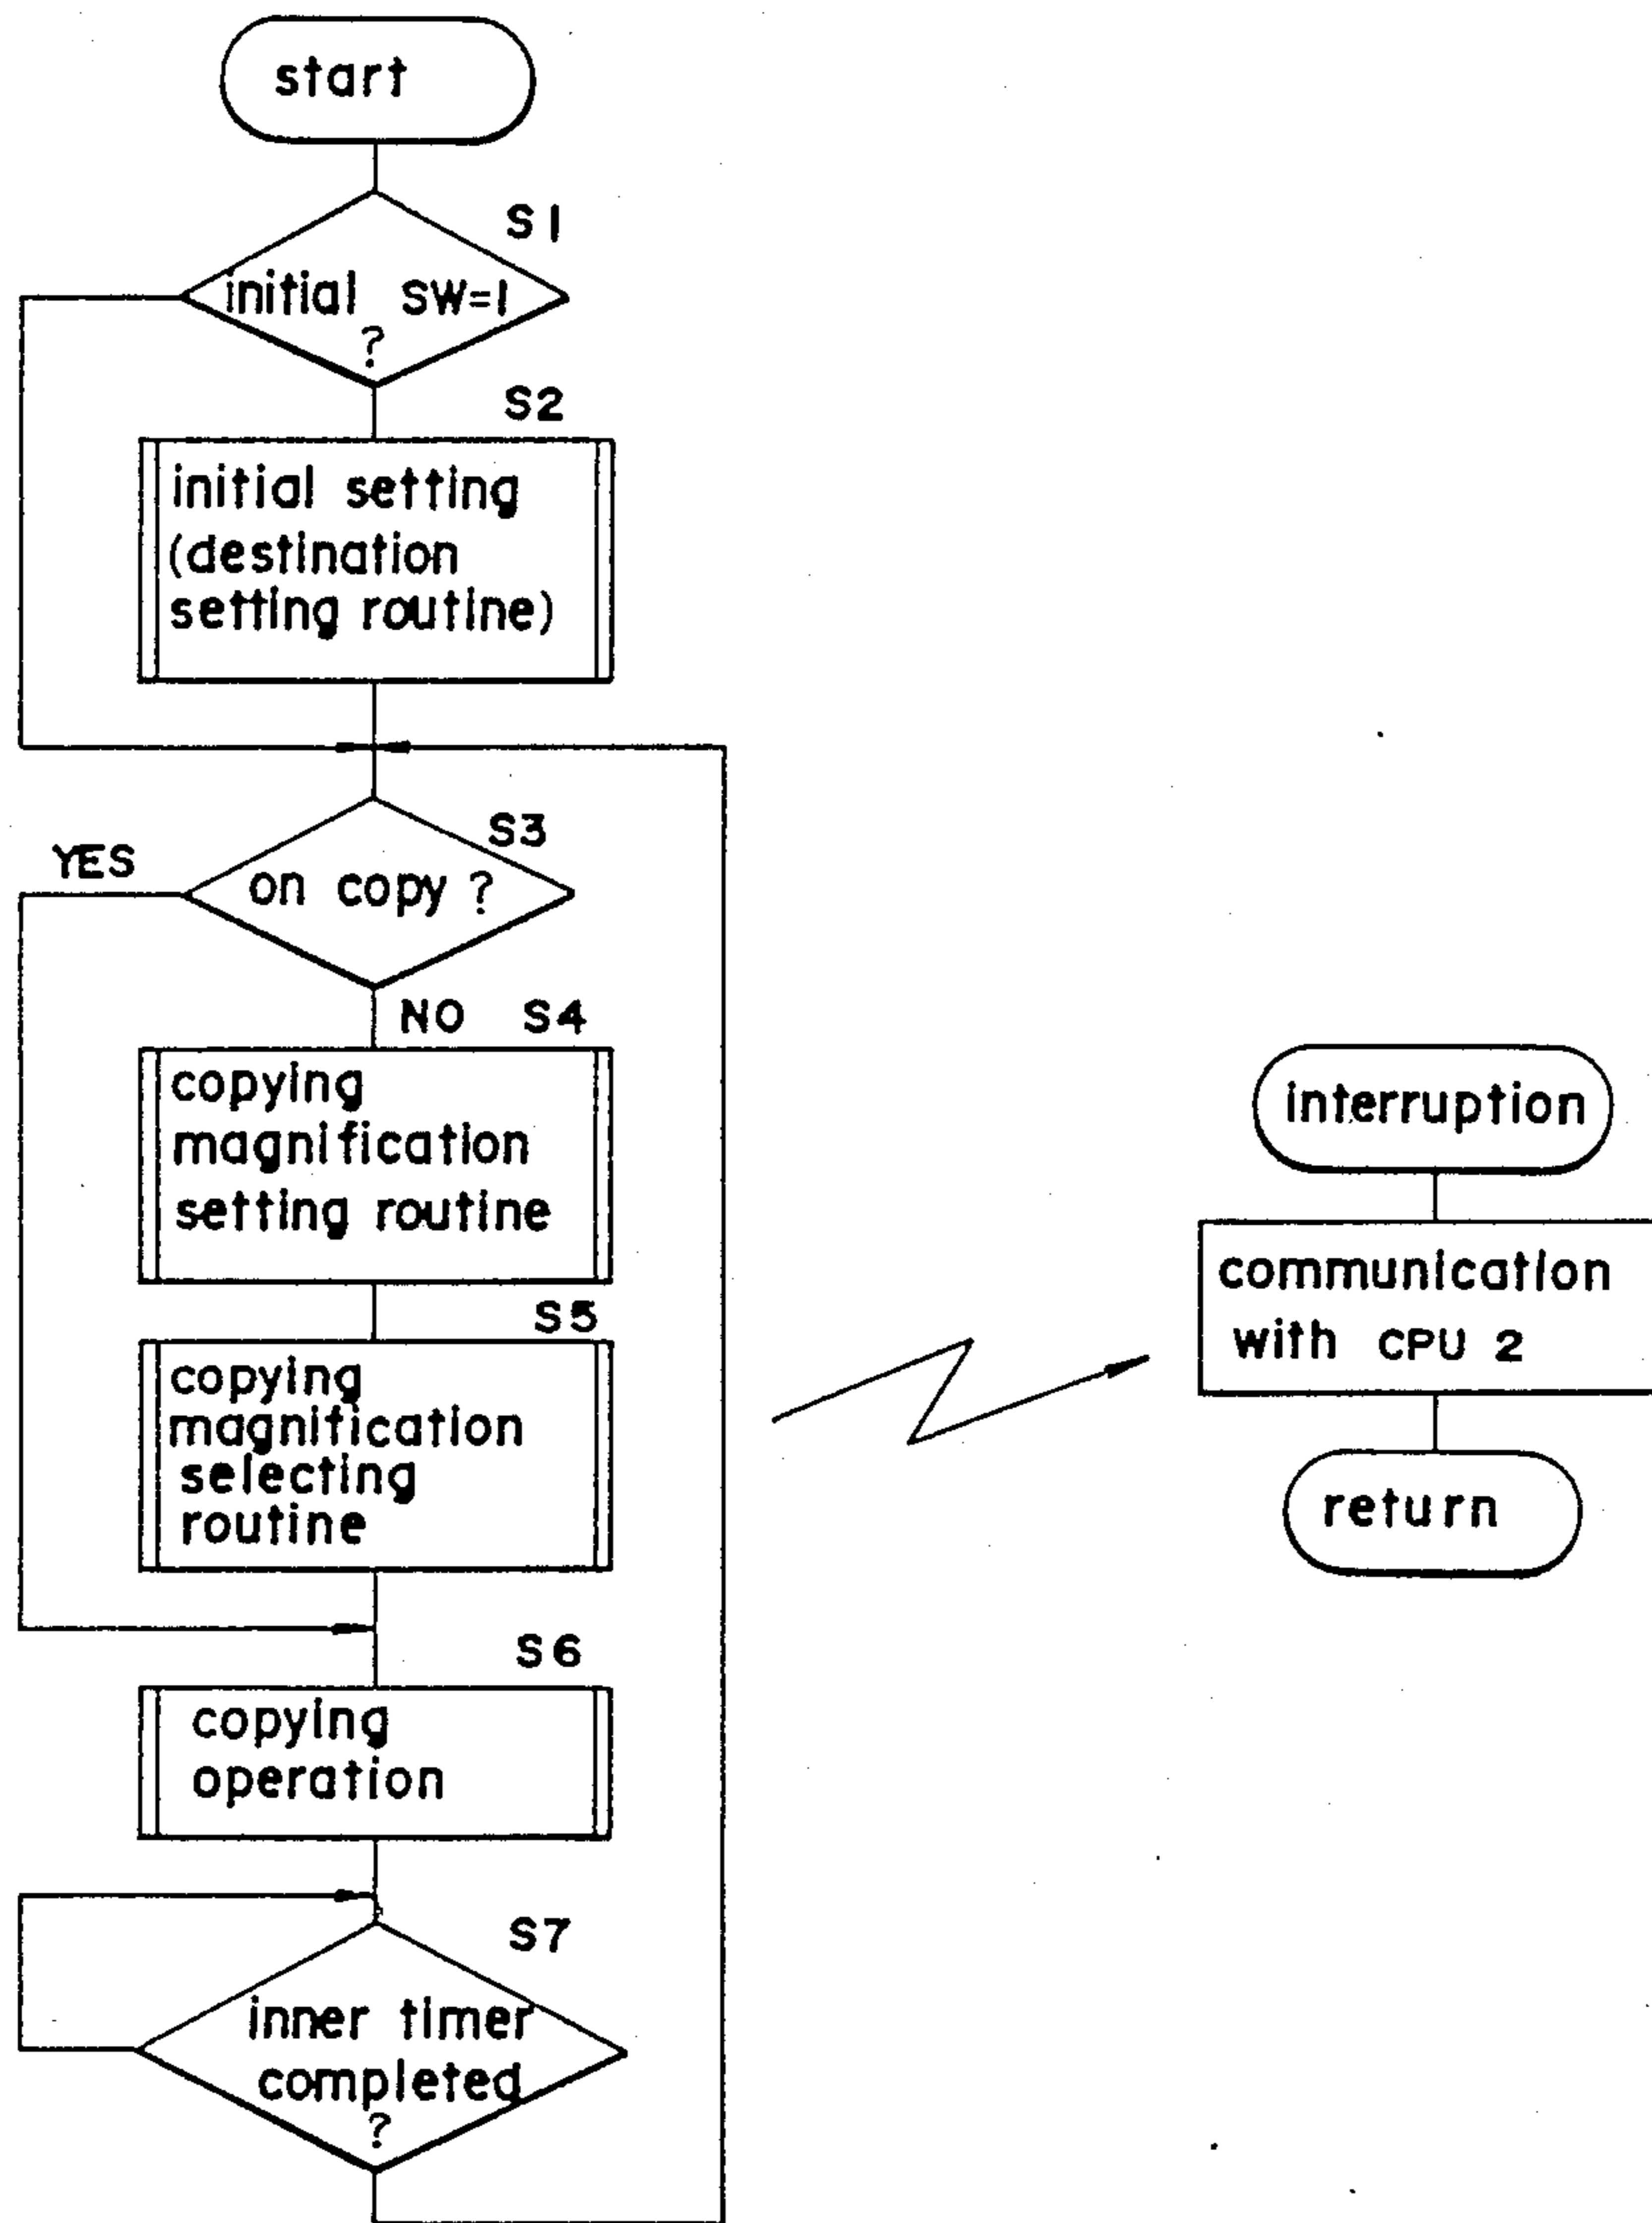 start
S1
initial SW=1
?
S2
initial setting
(destination
setting routine)
S3
YES
on copy ?
NO S4
copying
magnification
setting routine
S5
copying
magnification
selecting
routine
S6
copying
operation
S7
inner timer
completed
?
interruption
communication
with CPU 2
return